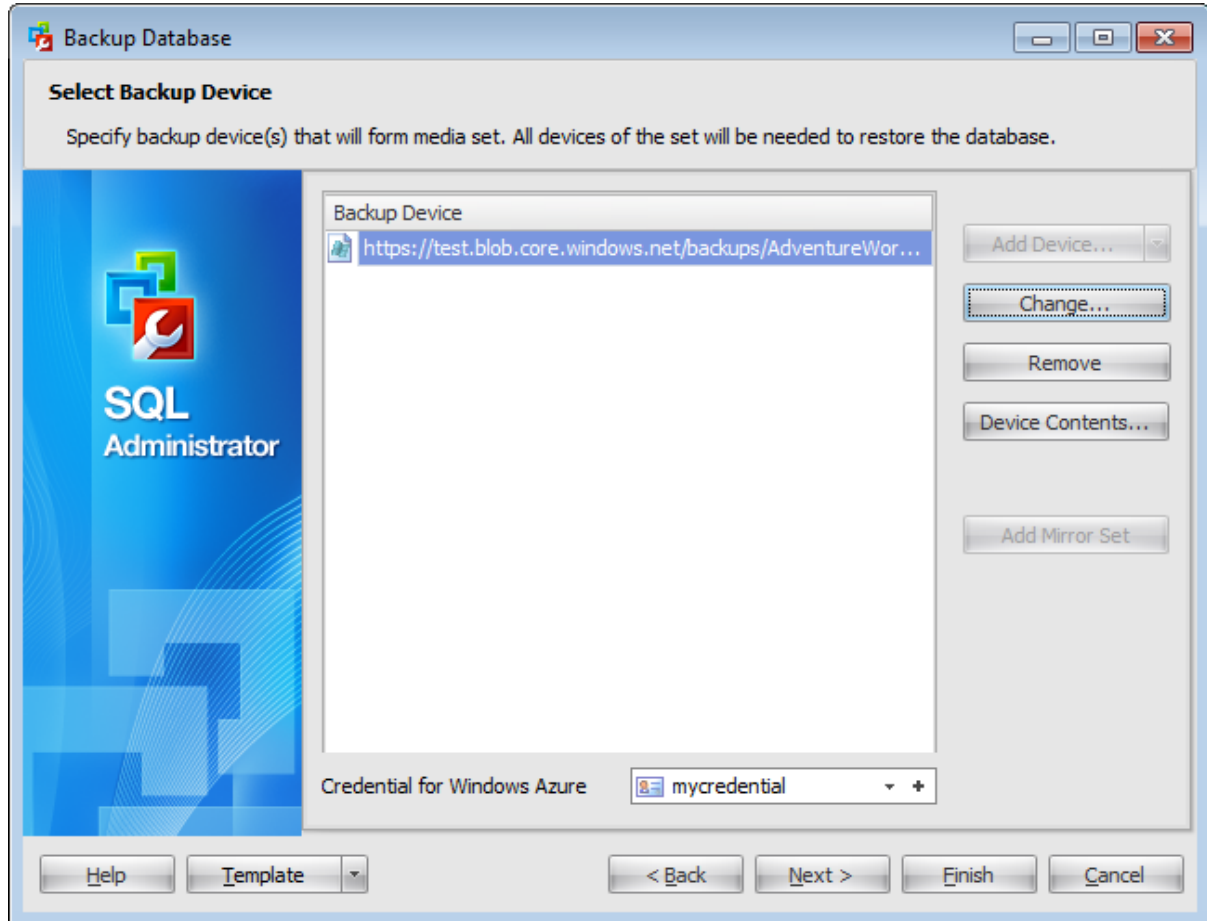 Backup Database
Select Backup Device
Specify backup device(s) that will form media set. All devices of the set will be needed to restore the database.
Backup Device
https://test.blob.core.windows.net/backups/AdventureWor...
Add Device...
Change...
Remove
Device Contents...
Add Mirror Set
SQL
Administrator
Credential for Windows Azure
mycredential
Help
Template
< Back
Next >
Finish
Cancel